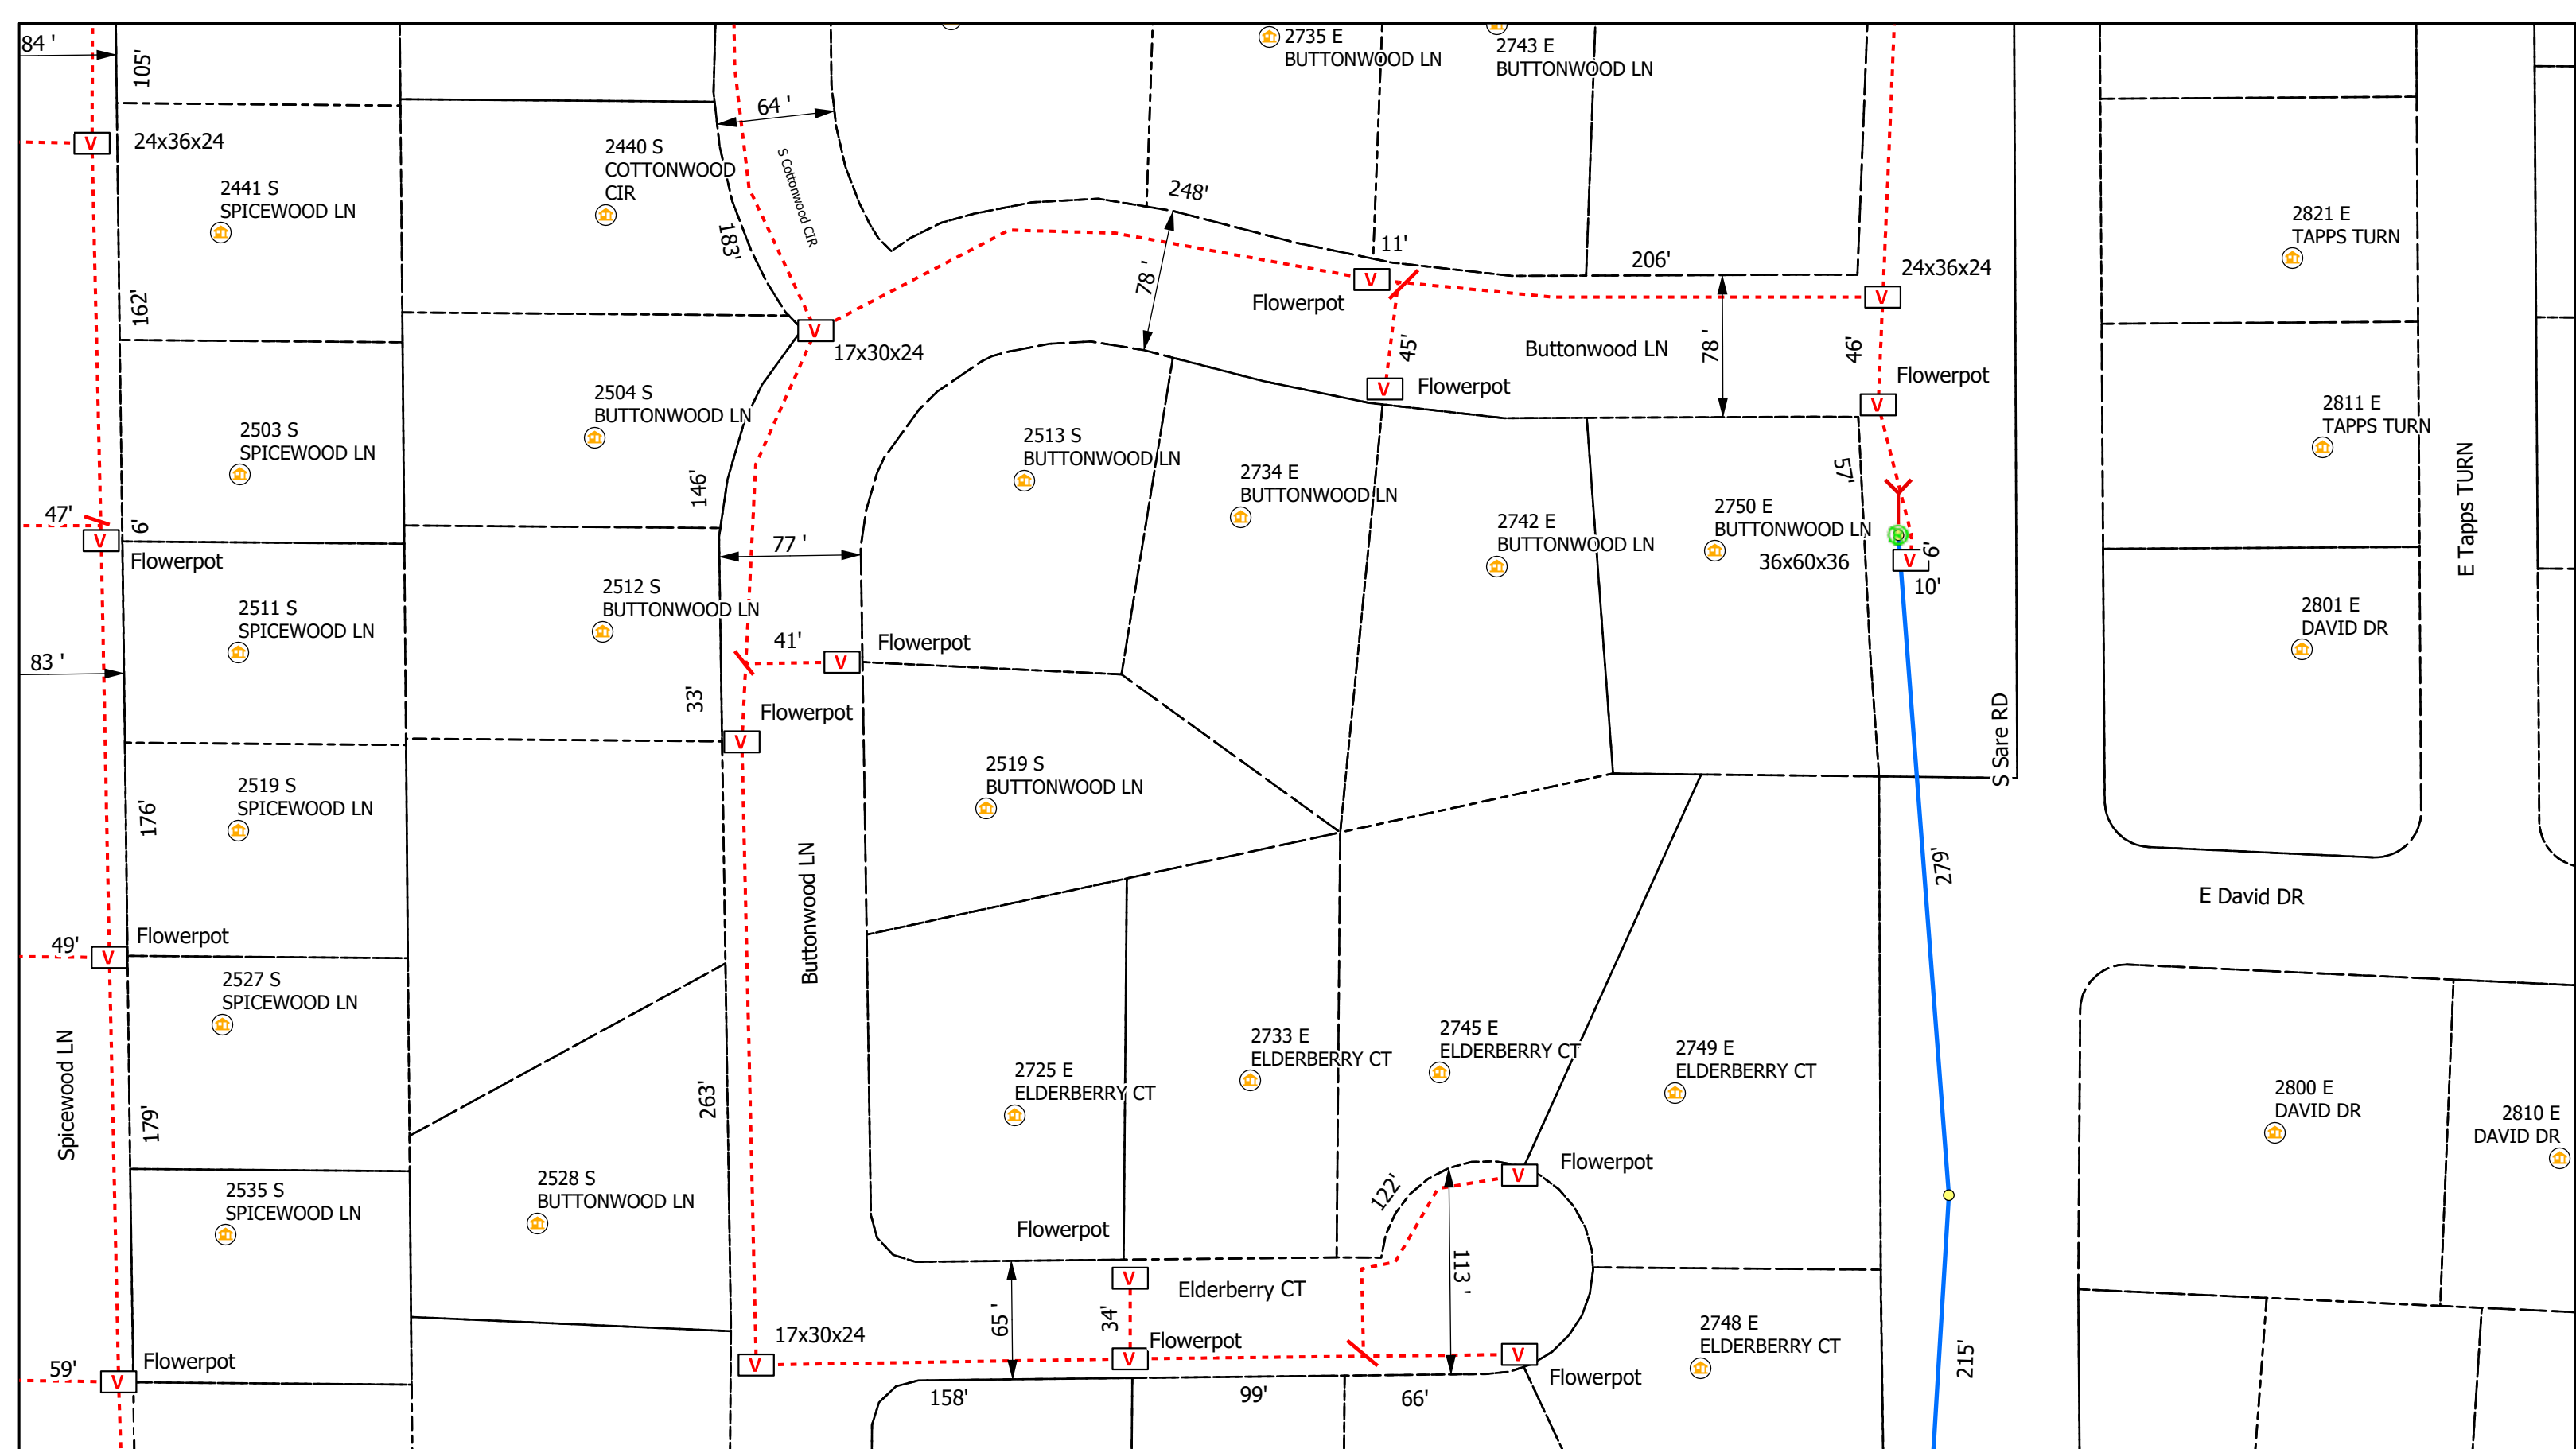 84 '
105'
2735 E
BUTTONWOOD LN
2743 E
BUTTONWOOD LN
64 '
V
24x36x24
2440 S
COTTONWOOD
CIR
S Cottonwood CIR
2441 S
SPICEWOOD LN
248'
183'
2821 E
TAPPS TURN
11'
206'
24x36x24
78 '
V
Flowerpot
V
162'
V
17x30x24
45'
Buttonwood LN
78 '
46'
Flowerpot
V
Flowerpot
V
2504 S
BUTTONWOOD LN
2811 E
TAPPS TURN
2503 S
SPICEWOOD LN
2513 S
BUTTONWOOD LN
2734 E
BUTTONWOOD LN
57'
146'
E Tapps TURN
47'
6'
V
Flowerpot
77 '
2742 E
BUTTONWOOD LN
2750 E
BUTTONWOOD LN
36x60x36
V
6'
10'
2512 S
BUTTONWOOD LN
2511 S
SPICEWOOD LN
2801 E
DAVID DR
83 '
41'
V
Flowerpot
33'
Flowerpot
V
S Sare RD
2519 S
SPICEWOOD LN
2519 S
BUTTONWOOD LN
176'
279'
Buttonwood LN
E David DR
49'
V
Flowerpot
2527 S
SPICEWOOD LN
Spicewood LN
179'
263'
2725 E
ELDERBERRY CT
2733 E
ELDERBERRY CT
2745 E
ELDERBERRY CT
2749 E
ELDERBERRY CT
2800 E
DAVID DR
2810 E
DAVID DR
2535 S
SPICEWOOD LN
2528 S
BUTTONWOOD LN
122'
V
Flowerpot
Flowerpot
V
Elderberry CT
113 '
65 '
34'
17x30x24
V
Flowerpot
V
V
Flowerpot
2748 E
ELDERBERRY CT
215'
59'
V
Flowerpot
158'
99'
66'